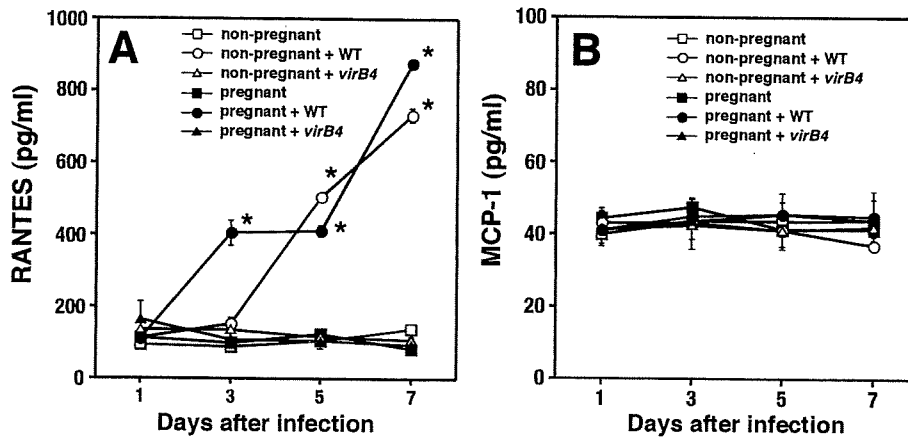 A
RANTES (pg/ml)
1000
800
600
400
200
0
non-pregnant
non-pregnant + WT
non-pregnant + virB4
pregnant
pregnant + WT
pregnant + virB4
*
*
*
*
*
1 3 5 7
Days after infection
B
MCP-1 (pg/ml)
100
80
60
40
20
0
non-pregnant
non-pregnant + WT
non-pregnant + virB4
pregnant
pregnant + WT
pregnant + virB4
1 3 5 7
Days after infection